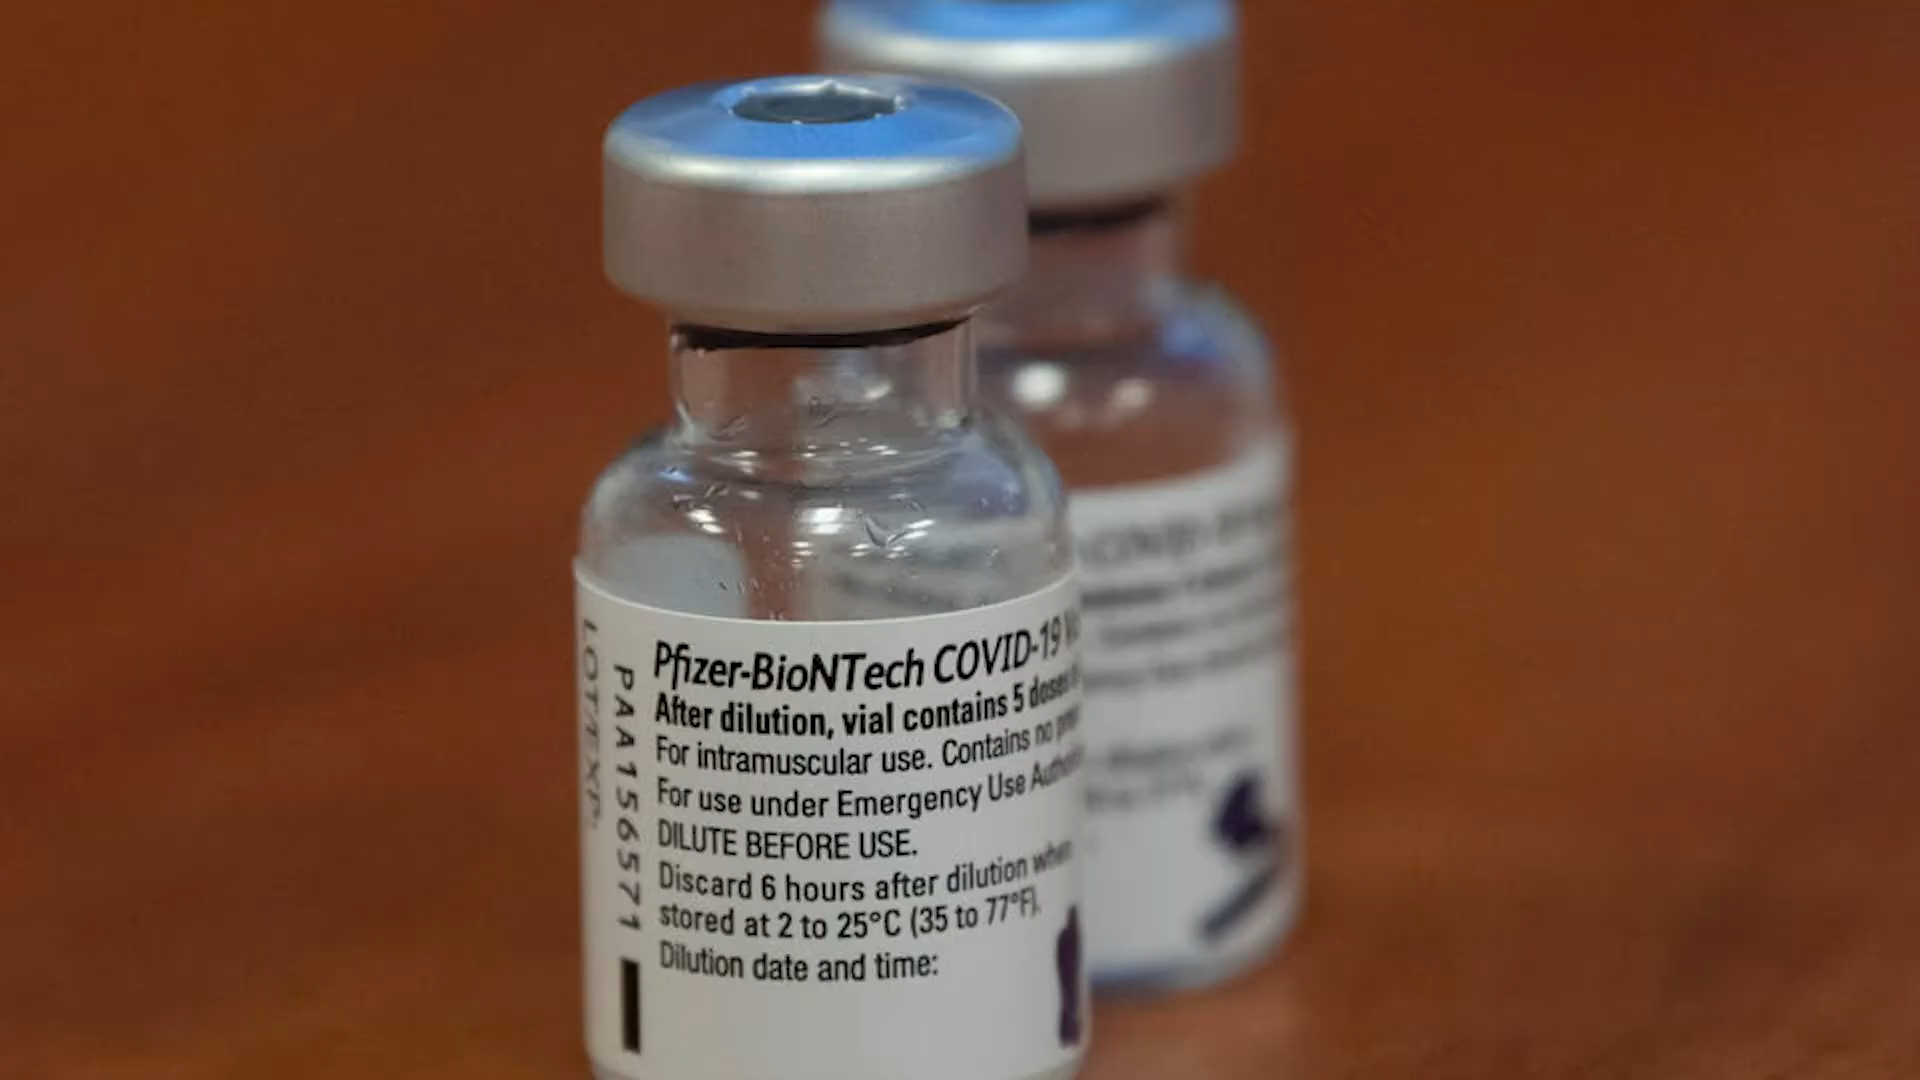 Pfizer-BioNTech COVID-19
After dilution, vial contains 5 doses
For intramuscular use. Contains no
For use under Emergency Use
DILUTE BEFORE USE.
Discard 6 hours after dilution when
stored at 2 to 25°C (35 to 77°F).
Dilution date and time:
PAA156571
LOT/EXP: